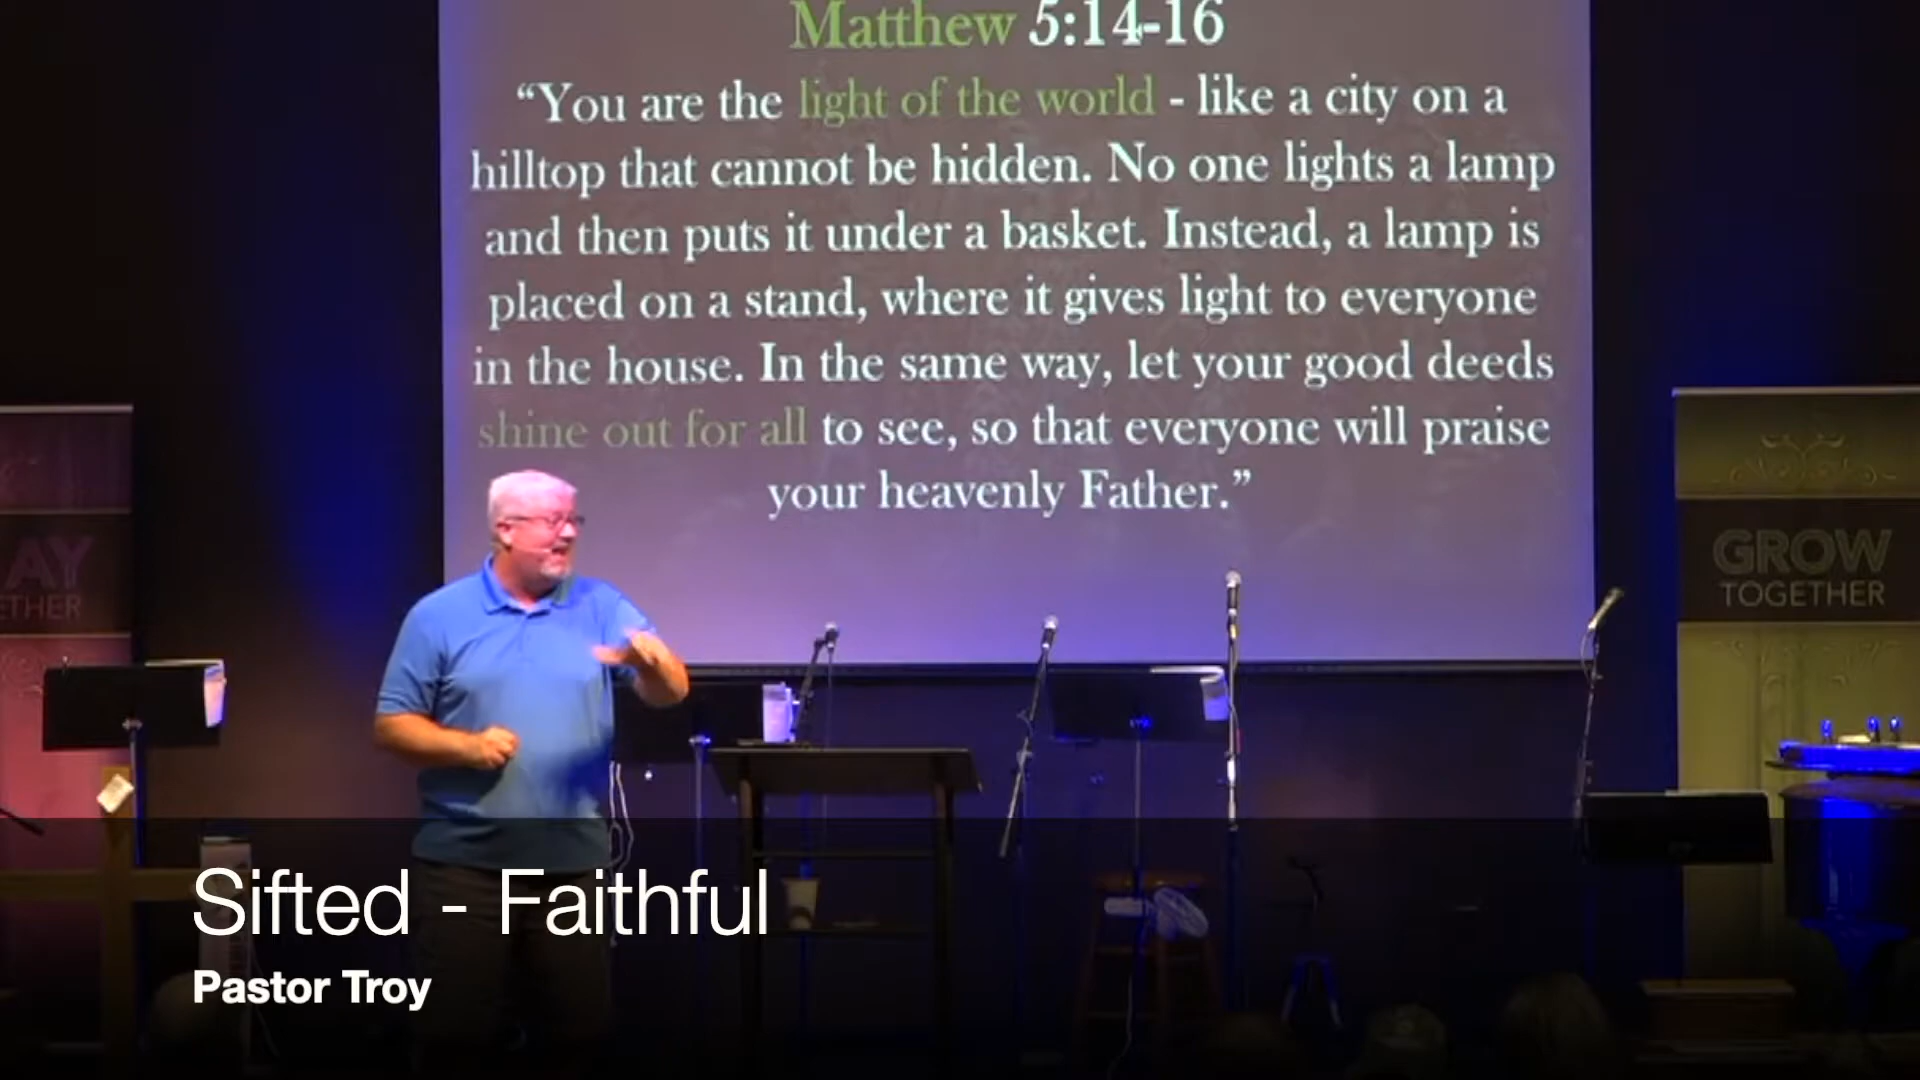 Matthew 5:14-16
“You are the light of the world - like a city on a
hilltop that cannot be hidden. No one lights a lamp
and then puts it under a basket. Instead, a lamp is
placed on a stand, where it gives light to everyone
in the house. In the same way, let your good deeds
shine out for all to see, so that everyone will praise
your heavenly Father.”
AY
ETHER
GROW
TOGETHER
Sifted - Faithful
Pastor Troy